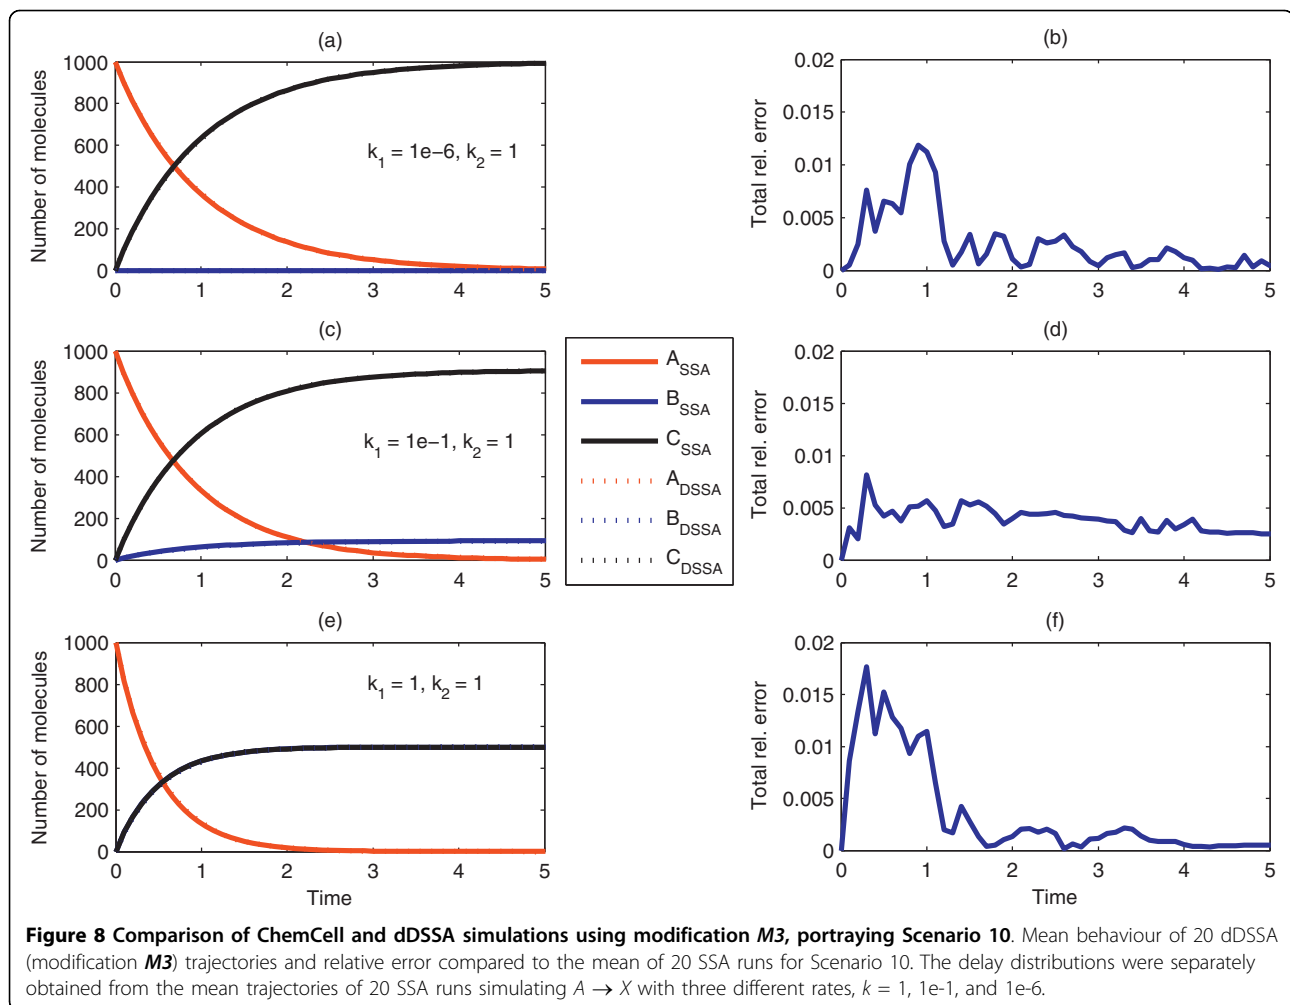 (a)
Number of molecules
1000
800
600
400
200
0
k1 = 1e−6, k2 = 1
0 1 2 3 4 5
(b)
Total rel. error
0.02
0.015
0.01
0.005
0
0 1 2 3 4 5
(c)
Number of molecules
1000
800
600
400
200
0
k1 = 1e−1, k2 = 1
0 1 2 3 4 5
ASSA
BSSA
CSSA
ADSSA
BDSSA
CDSSA
(d)
Total rel. error
0.02
0.015
0.01
0.005
0
0 1 2 3 4 5
(e)
Number of molecules
1000
800
600
400
200
0
k1 = 1, k2 = 1
0 1 2 3 4 5
Time
(f)
Total rel. error
0.02
0.015
0.01
0.005
0
0 1 2 3 4 5
Time
Figure 8 Comparison of ChemCell and dDSSA simulations using modification M3, portraying Scenario 10. Mean behaviour of 20 dDSSA
(modification M3) trajectories and relative error compared to the mean of 20 SSA runs for Scenario 10. The delay distributions were separately
obtained from the mean trajectories of 20 SSA runs simulating A → X with three different rates, k = 1, 1e-1, and 1e-6.